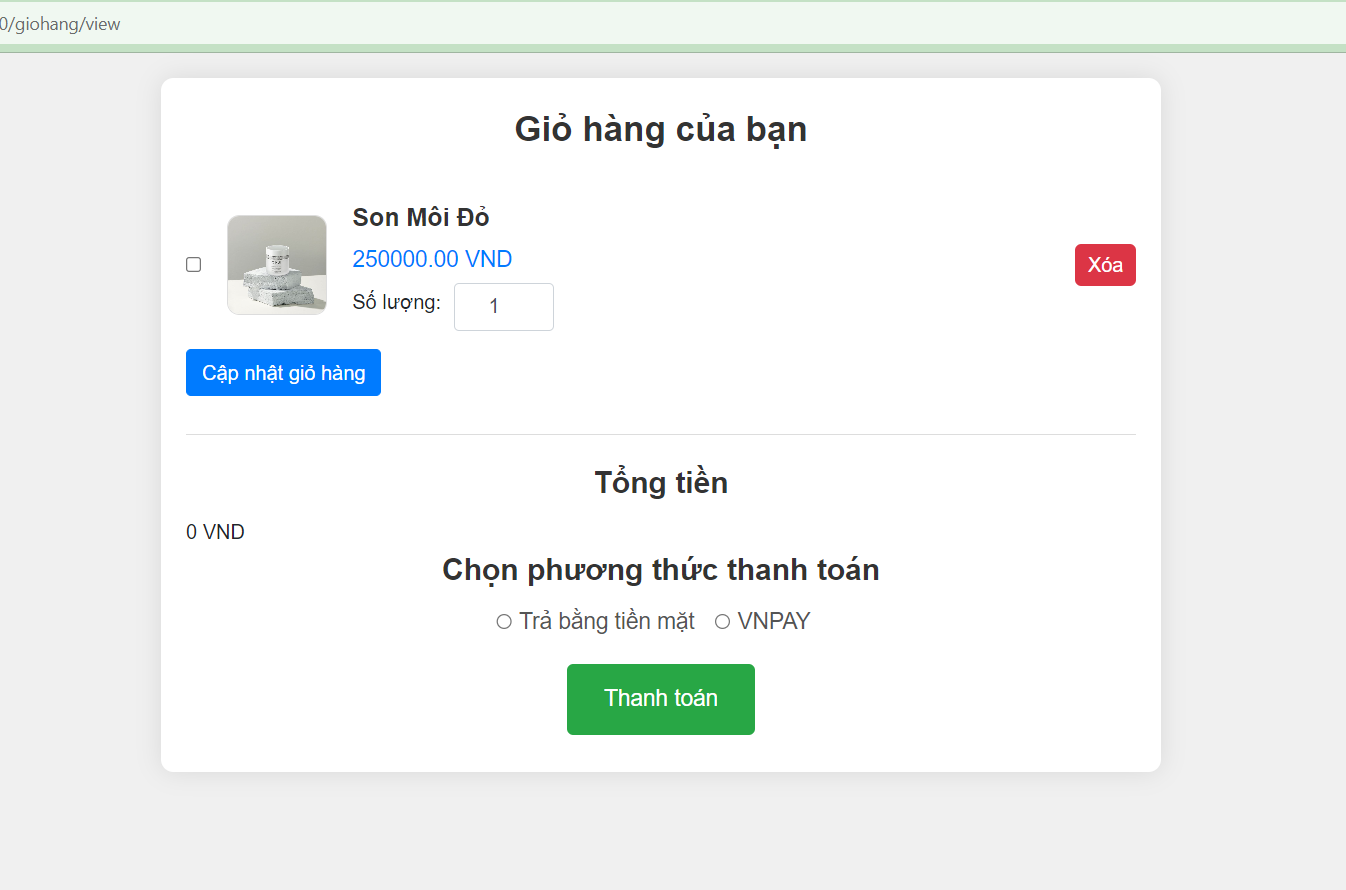 0/giohang/view
Giỏ hàng của bạn
Son Môi Đỏ
250000.00 VND
Số lượng: 1
Xóa
Cập nhật giỏ hàng
Tổng tiền
0 VND
Chọn phương thức thanh toán
Trả bằng tiền mặt VNPAY
Thanh toán